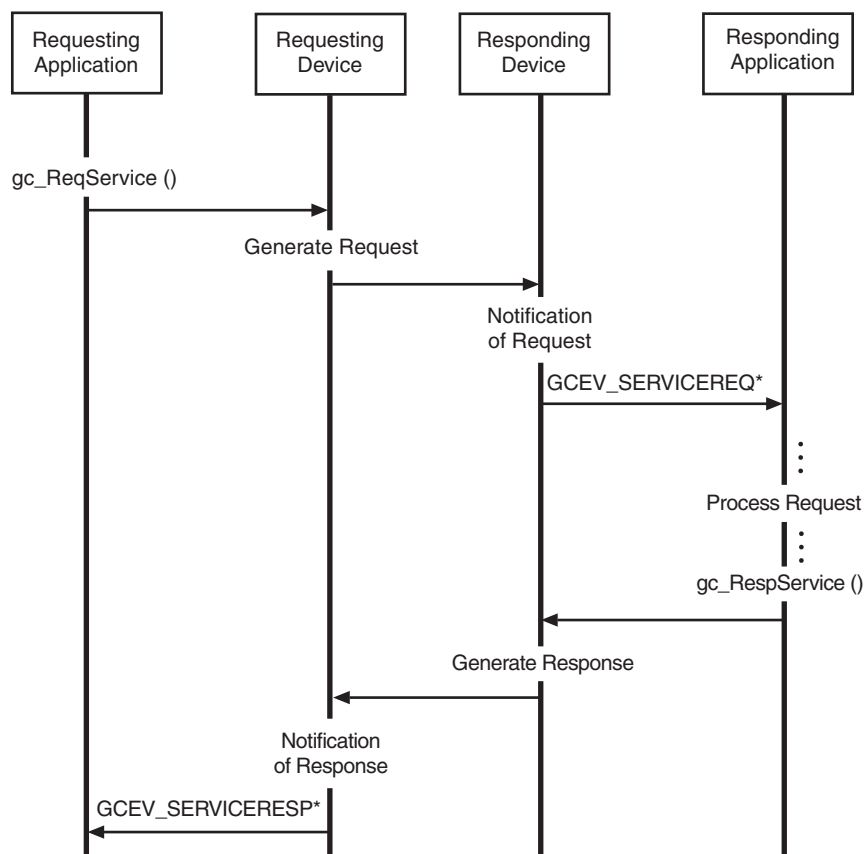 Requesting
Application
Requesting
Device
Responding
Device
Responding
Application
gc_ReqService ()
Generate Request
Notification
of Request
GCEV_SERVICEREQ*
Process Request
gc_RespService ()
Generate Response
Notification
of Response
GCEV_SERVICERESP*